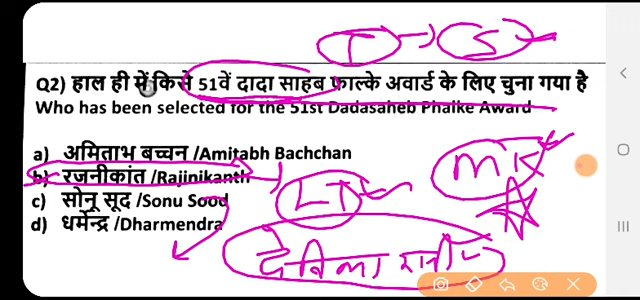 T → S
Q2) हाल ही में किसे 51वें दादा साहब फाल्के अवार्ड के लिए चुना गया है
Who has been selected for the 51st Dadasaheb Phalke Award
a) अमिताभ बच्चन /Amitabh Bachchan
b) रजनीकांत /Rajinikanth
c) सोनू सूद /Sonu Sood
d) धर्मेन्द्र /Dharmendra
LT
देविका रानी